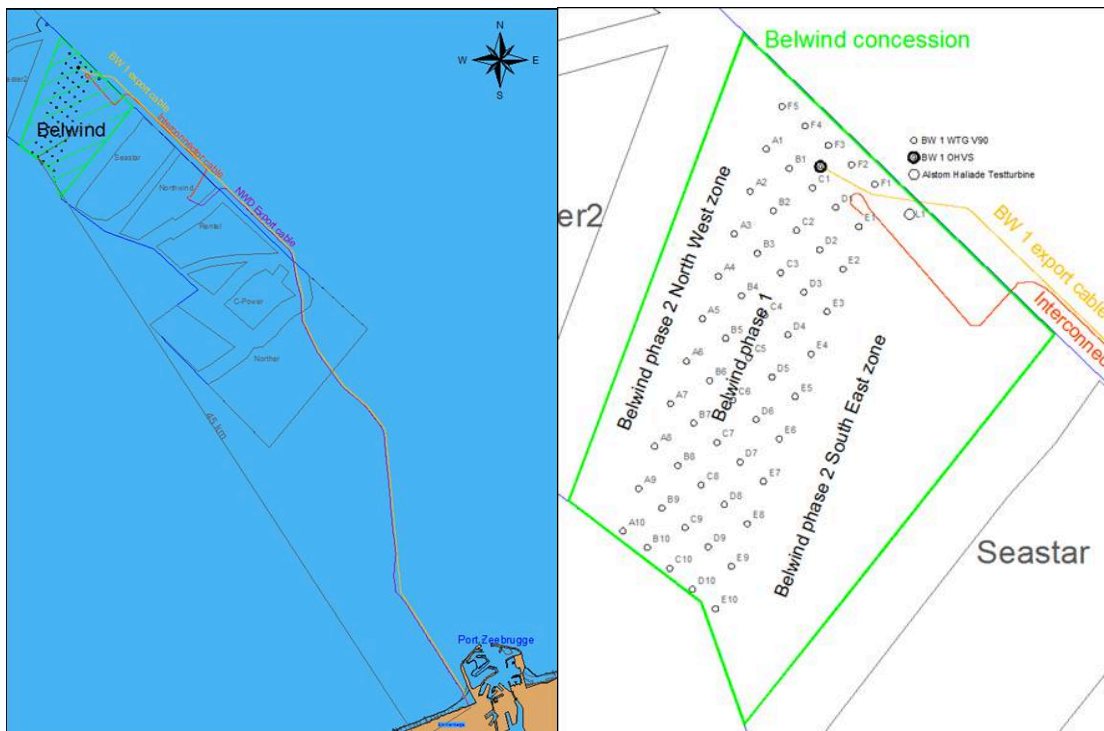 N
W
E
S
BW 1 export cable
eater2
Belwind
Interconnector cable
Seastar
Northwind
NWD Export cable
Rentel
C-Power
Norther
45 km
Port Zeebrugge
Belwind concession
F5
F4
A1
F3
BW 1 WTG V90
B1
F2
BW 1 OHVS
C1
F1
Alstom Haliade Testturbine
A2
D1
L1
er2
B2
E1
A3
C2
BW 1 export cable
B3
D2
A4
C3
E2
Interconnec
B4
D3
A5
C4
E3
B5
D4
A6
C5
E4
B6
D5
A7
C6
E5
B7
D6
A8
C7
E6
B8
D7
A9
C8
E7
B9
D8
A10
C9
E8
B10
D9
C10
E9
D10
E10
Belwind phase 2 North West zone
Belwind phase 1
Belwind phase 2 South East zone
Seastar